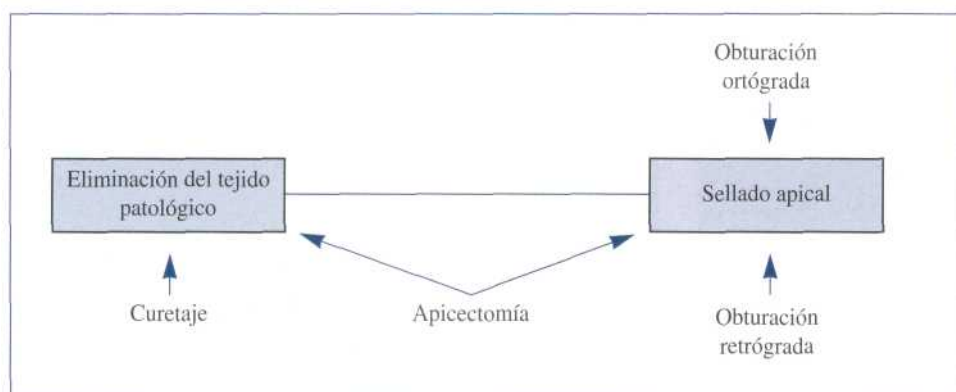 Obturación
ortógrada
Eliminación del tejido
patológico
Sellado apical
Curetaje
Apicectomía
Obturación
retrógrada